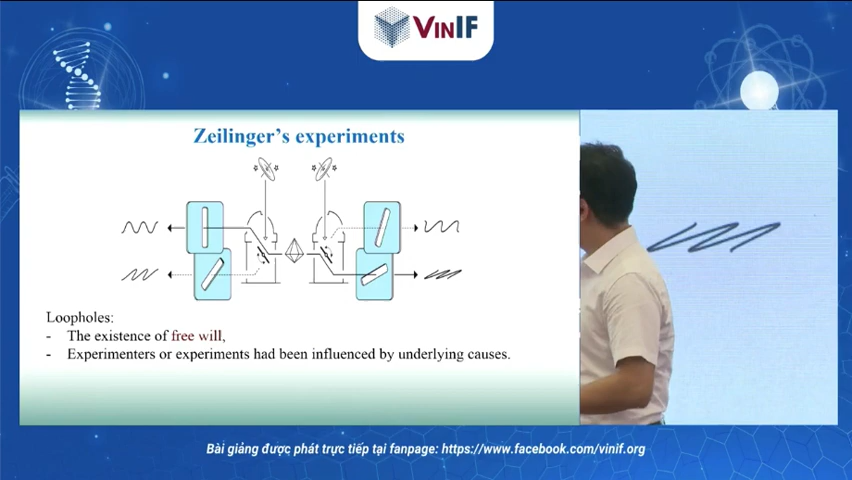 VINIF
Zeilinger's experiments
Loopholes:
- The existence of free will,
- Experimenters or experiments had been influenced by underlying causes.
Bài giảng được phát trực tiếp tại fanpage: https://www.facebook.com/vinif.org